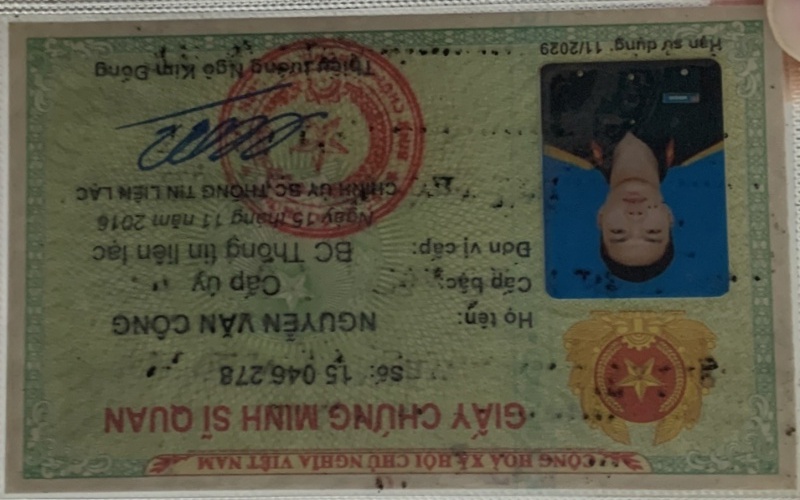 CỘNG HOÀ XÃ HỘI CHỦ NGHĨA VIỆT NAM
GIẤY CHỨNG MINH SĨ QUAN
Số: 15 046 278
Họ tên: NGUYỄN VĂN CÔNG
Cấp bậc: Cấp úy
Đơn vị cấp: BC Thông tin liên lạc
Ngày 15 tháng 11 năm 2016
CHÍNH ỦY BC THÔNG TIN LIÊN LẠC
Thiếu tướng Ngô Kim Đồng
Hạn sử dụng: 11/2029